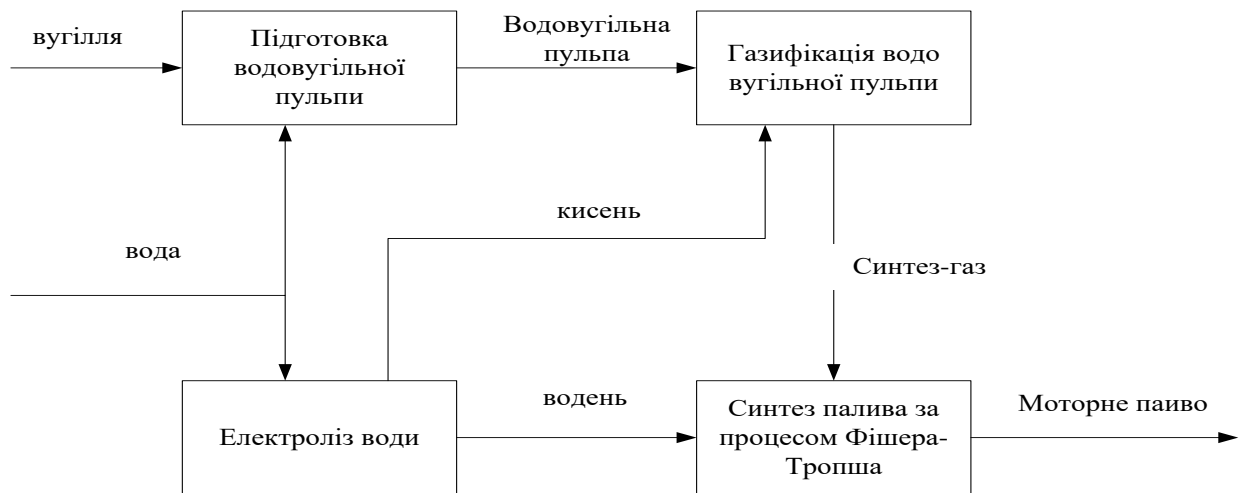 вугілля
Підготовка
водовугільної
пульпи
Водовугільна
пульпа
Газифікація водо
вугільної пульпи
кисень
вода
Синтез-газ
Електроліз води
водень
Синтез палива за
процесом Фішера-
Тропша
Моторне паиво